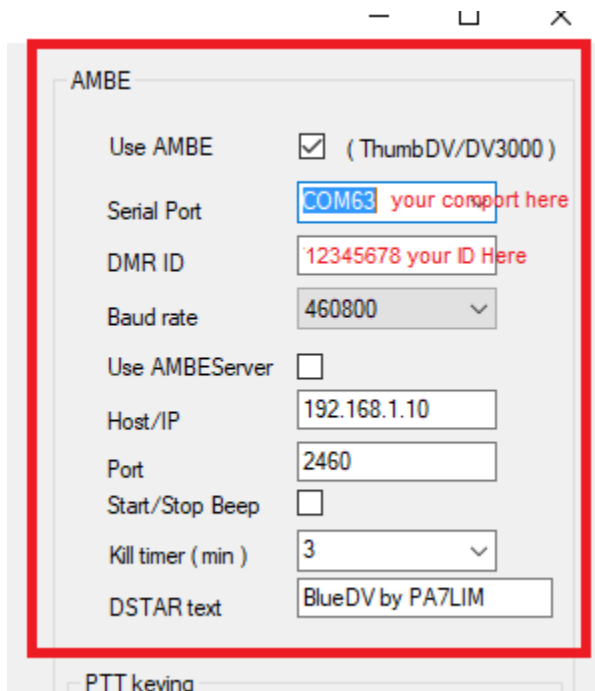 AMBE
Use AMBE ( ThumbDV/DV3000 )
Serial Port COM63 your comport here
DMR ID 12345678 your ID Here
Baud rate 460800
Use AMBEServer
Host/IP 192.168.1.10
Port 2460
Start/Stop Beep
Kill timer ( min ) 3
DSTAR text BlueDV by PA7LIM
PTT keying